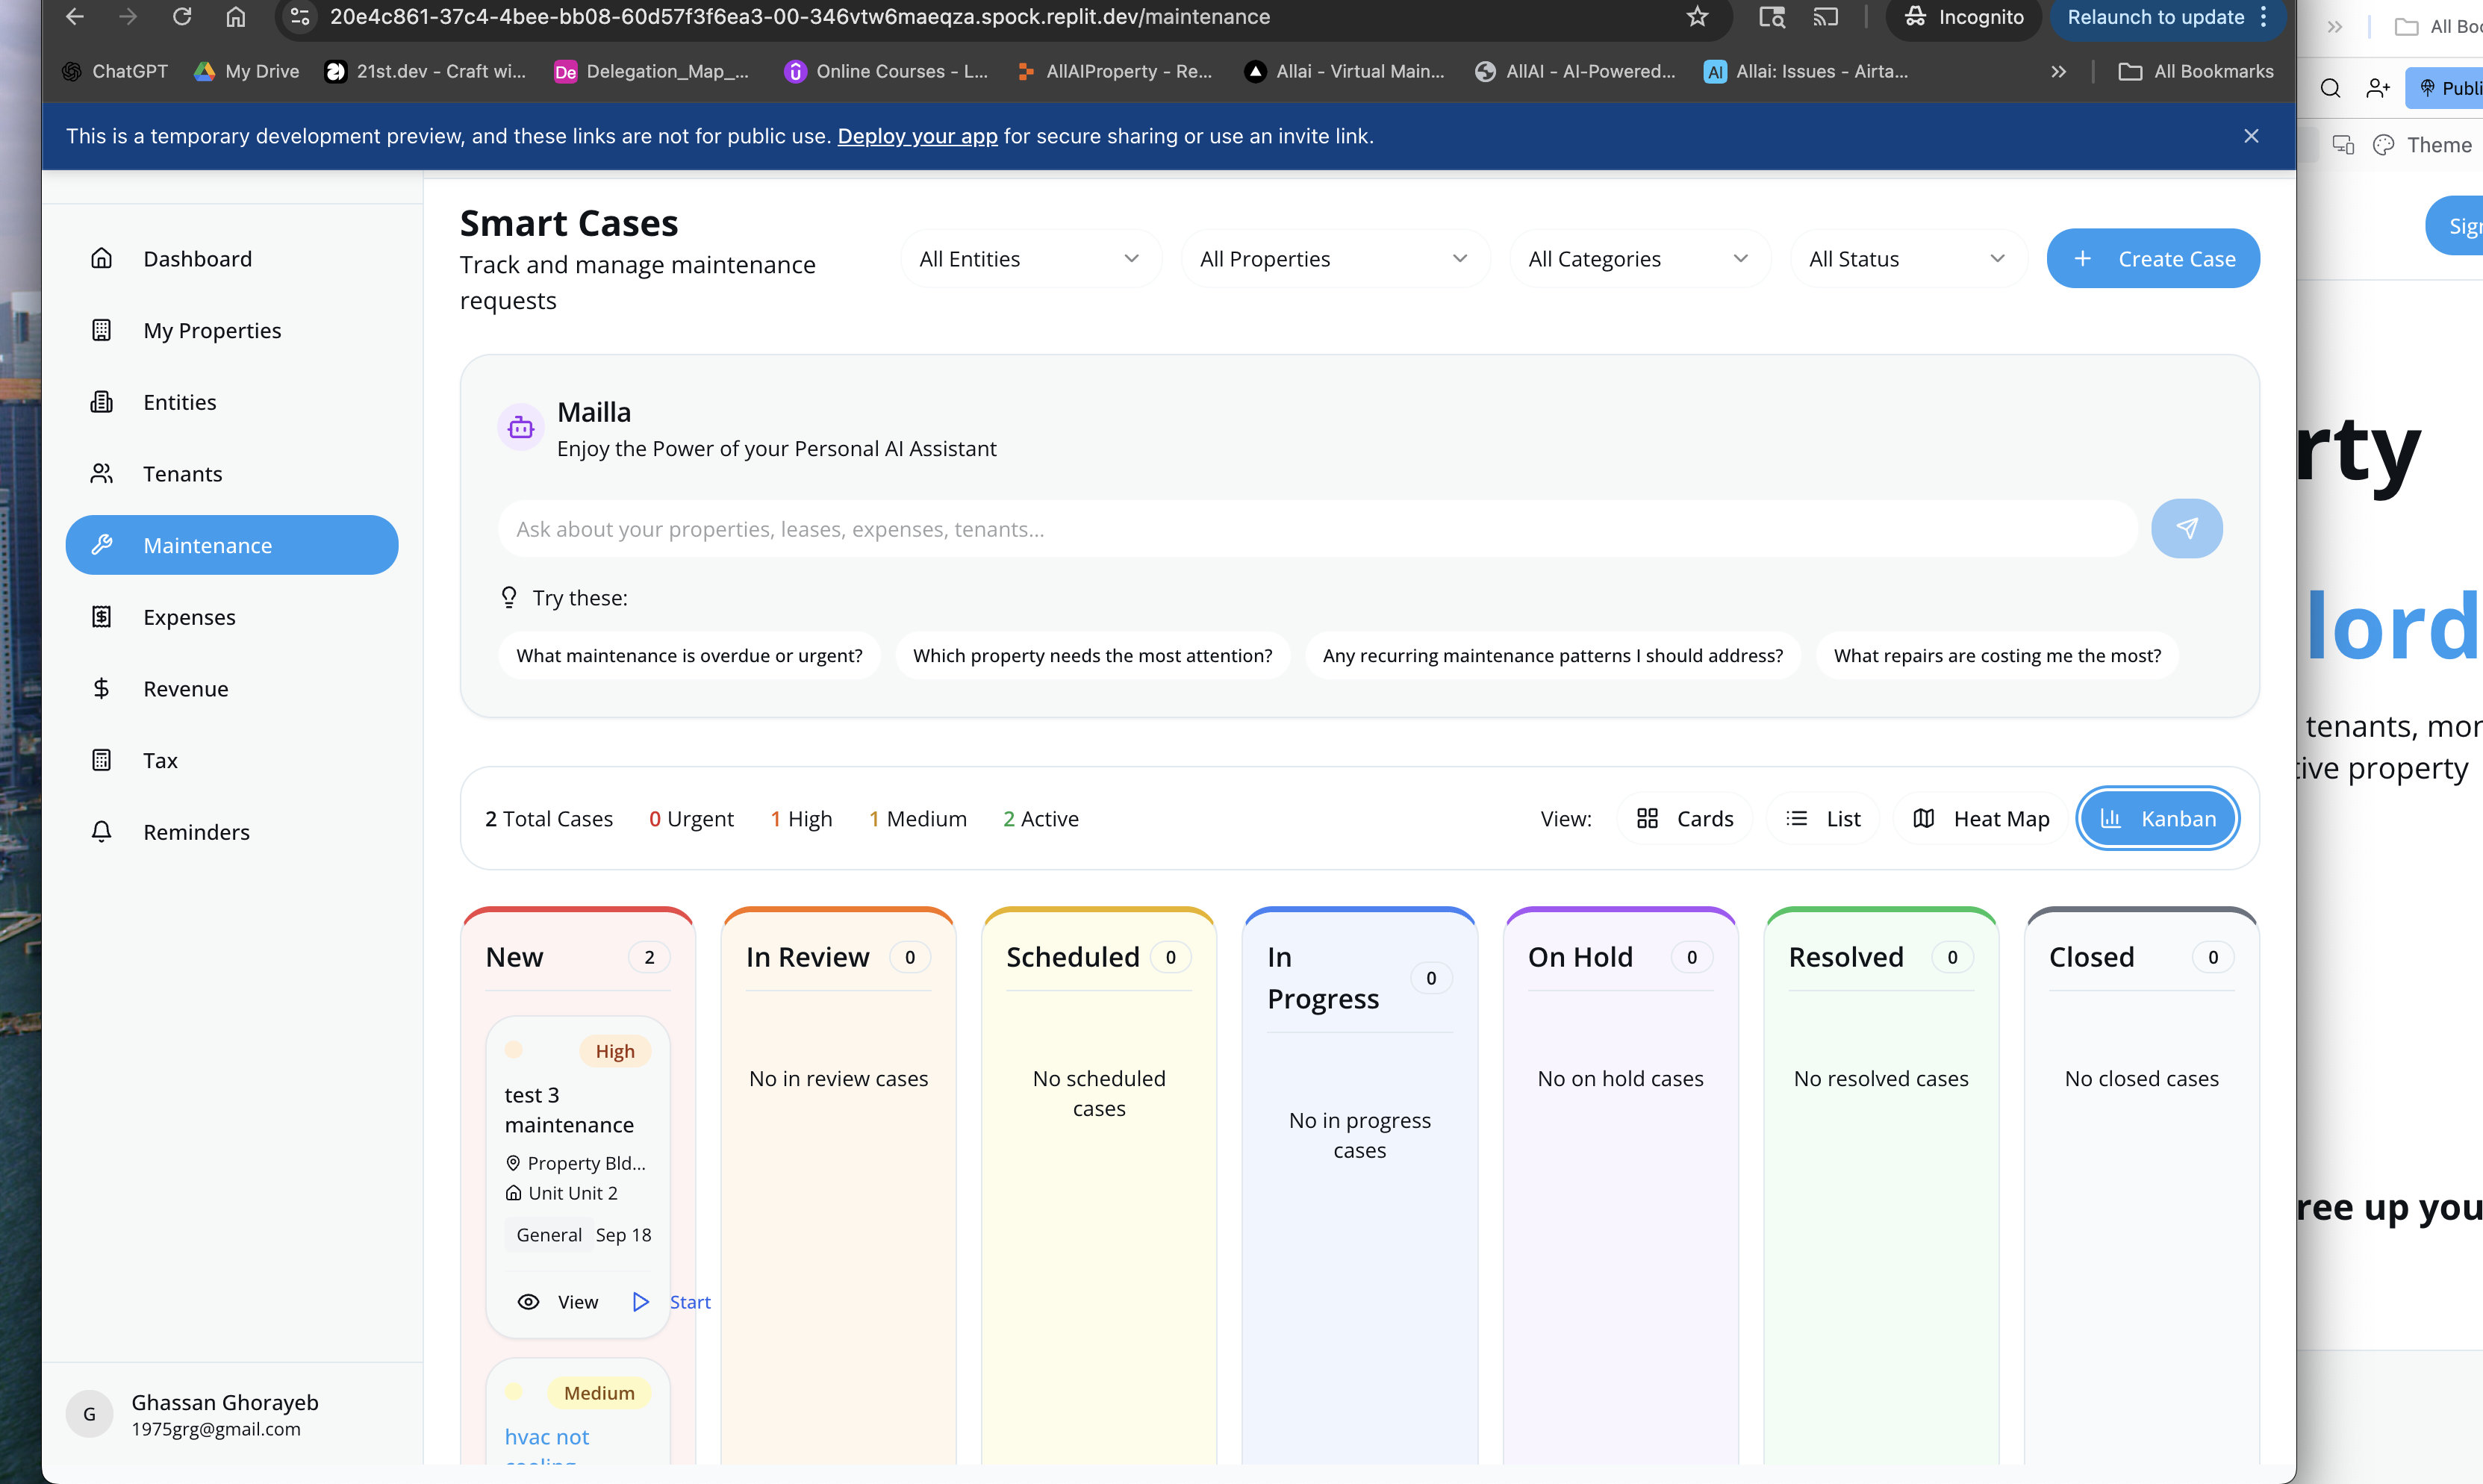 20e4c861-37c4-4bee-bb08-60d57f3f6ea3-00-346vtw6maeqza.spock.replit.dev/maintenance
Incognito
Relaunch to update
ChatGPT
My Drive
21st.dev - Craft wi...
Delegation_Map_...
Online Courses - L...
AllAIProperty - Re...
Allai - Virtual Main...
AllAI - AI-Powered...
Allai: Issues - Airta...
All Bookmarks
This is a temporary development preview, and these links are not for public use. Deploy your app for secure sharing or use an invite link.
Dashboard
My Properties
Entities
Tenants
Maintenance
Expenses
Revenue
Tax
Reminders
G
Ghassan Ghorayeb
1975grg@gmail.com
Smart Cases
Track and manage maintenance
requests
All Entities
All Properties
All Categories
All Status
+ Create Case
Mailla
Enjoy the Power of your Personal AI Assistant
Ask about your properties, leases, expenses, tenants...
Try these:
What maintenance is overdue or urgent?
Which property needs the most attention?
Any recurring maintenance patterns I should address?
What repairs are costing me the most?
2 Total Cases
0 Urgent
1 High
1 Medium
2 Active
View:
Cards
List
Heat Map
Kanban
New 2
High
test 3
maintenance
Property Bld...
Unit Unit 2
General Sep 18
View
Start
Medium
hvac not
cooling
In Review 0
No in review cases
Scheduled 0
No scheduled
cases
In
Progress 0
No in progress
cases
On Hold 0
No on hold cases
Resolved 0
No resolved cases
Closed 0
No closed cases
All Boo
Publi
Theme
Sign
rty
lord
tenants, mor
tive property
ree up you